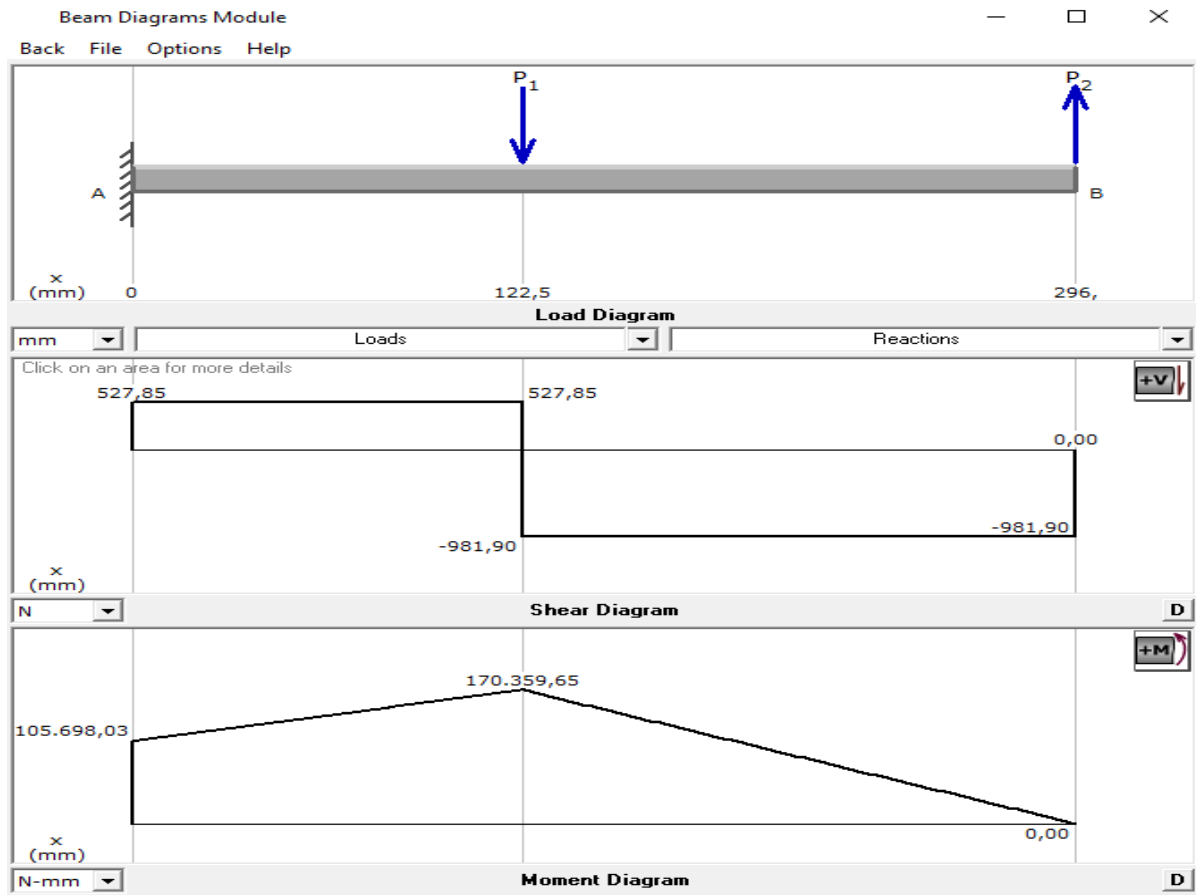 Beam Diagrams Module
Back File Options Help
P1 P2
A B
x
(mm) 0 122,5 296,
Load Diagram
mm Loads Reactions
Click on an area for more details
527,85 527,85
+V
0,00
-981,90 -981,90
x
(mm)
N Shear Diagram D
+M
170.359,65
105.698,03
0,00
x
(mm)
N-mm Moment Diagram D